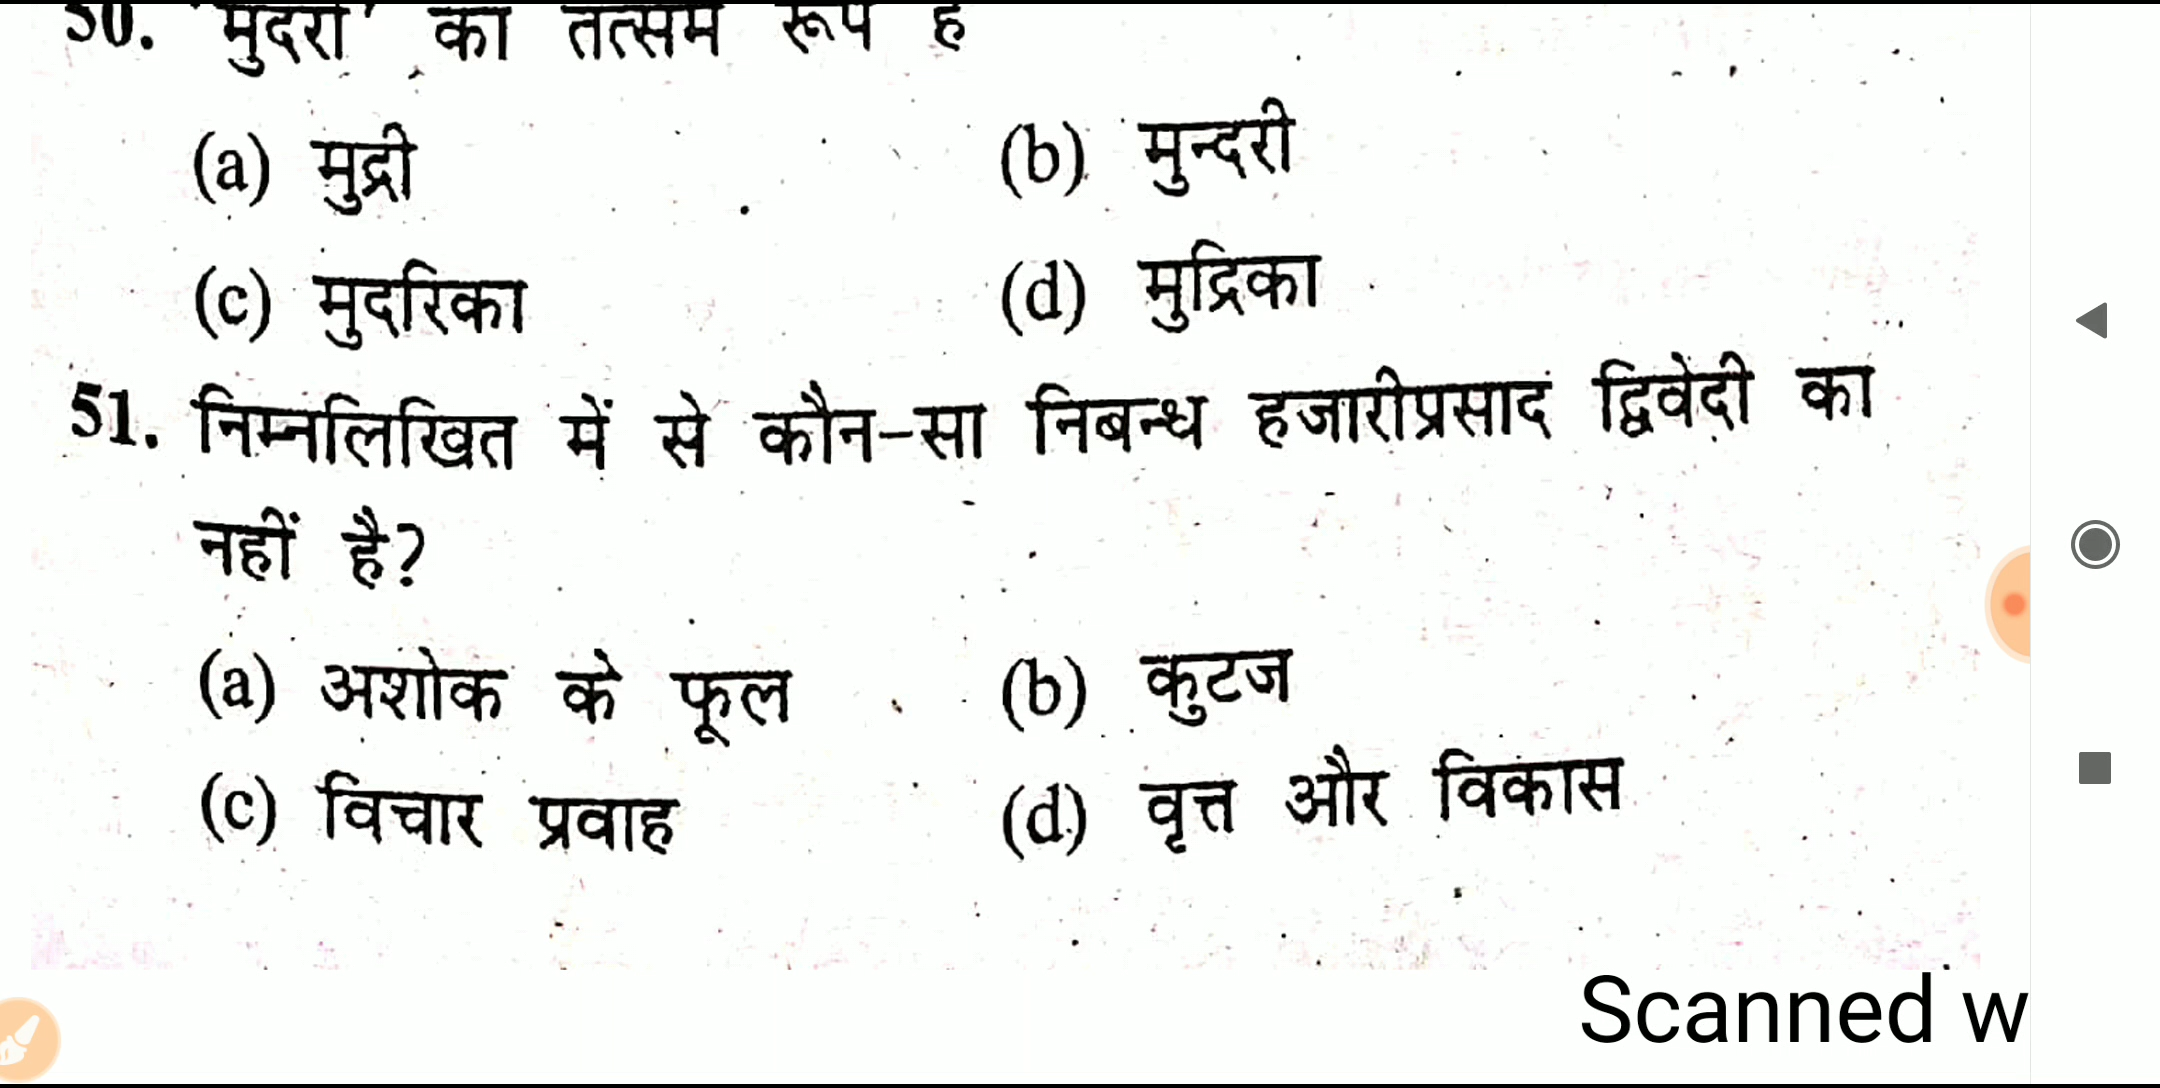 50. 'मुदरी' का तत्सम रूप है
(a) मुद्री (b) मुन्दरी
(c) मुदरिका (d) मुद्रिका
51. निम्नलिखित में से कौन-सा निबन्ध हजारीप्रसाद द्विवेदी का
नहीं है?
(a) अशोक के फूल (b) कुटज
(c) विचार प्रवाह (d) वृत्त और विकास
Scanned w